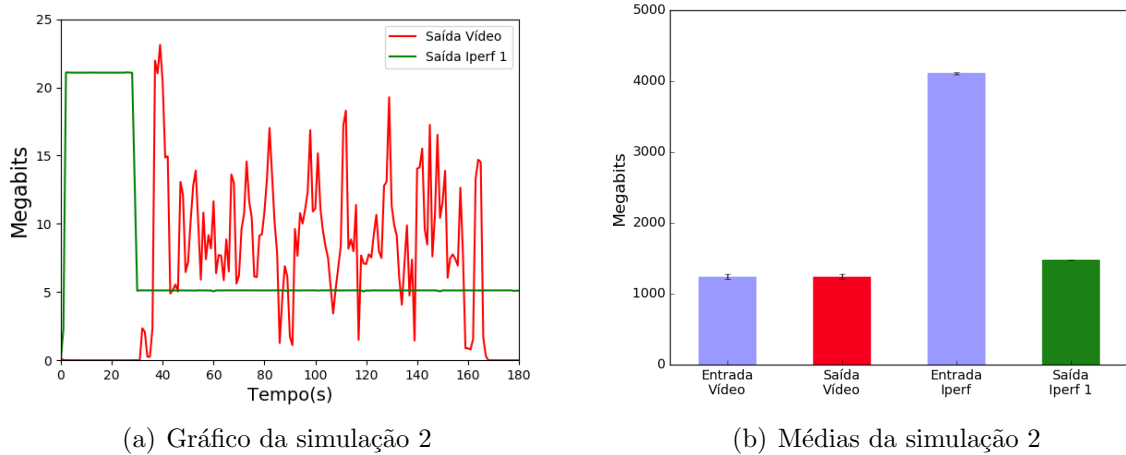 25
20
15
10
5
0
Megabits
Saída Vídeo
Saída Iperf 1
0 20 40 60 80 100 120 140 160 180
Tempo(s)
(a) Gráfico da simulação 2
5000
4000
3000
2000
1000
0
Megabits
Entrada
Vídeo
Saída
Vídeo
Entrada
Iperf
Saída
Iperf 1
(b) Médias da simulação 2